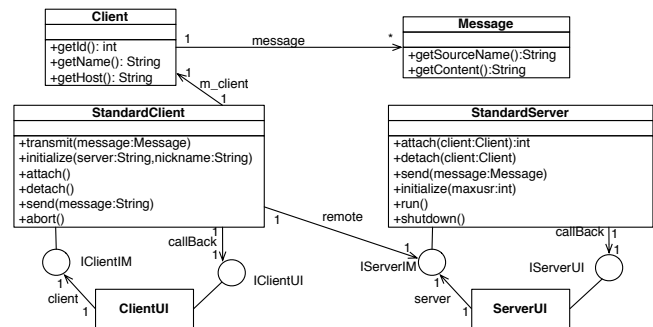 Client
+getId(): int
+getName(): String
+getHost(): String
1
message
*
Message
+getSourceName():String
+getContent():String
1
m_client
1
StandardClient
+transmit(message:Message)
+initialize(server:String,nickname:String)
+attach()
+detach()
+send(message:String)
+abort()
StandardServer
+attach(client:Client):int
+detach(client:Client)
+send(message:Message)
+initialize(maxusr:int)
+run()
+shutdown()
1
remote
1
1
callBack
1
1
callBack
1
IClientIM
IClientUI
IServerIM
IServerUI
1
client
1
ClientUI
1
server
1
ServerUI